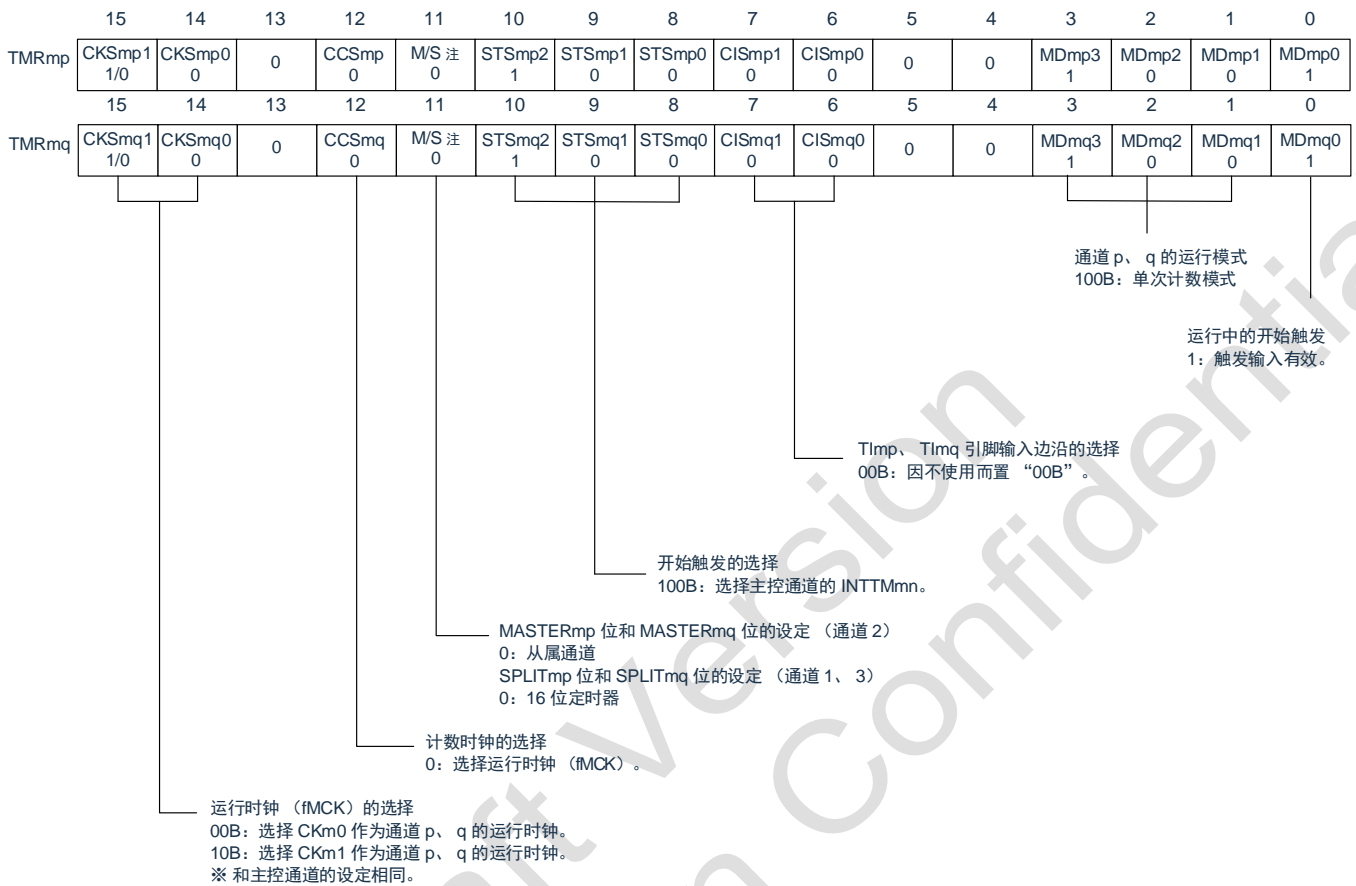 15 14 13 12 11 10 9 8 7 6 5 4 3 2 1 0
TMRmp CKSmp1 CKSmp0 0 CCSmp M/S 注 STSmp2 STSmp1 STSmp0 CISmp1 CISmp0 0 0 MDmp3 MDmp2 MDmp1 MDmp0
1/0 0 0 0 1 0 0 0 0 1 0 0 1
15 14 13 12 11 10 9 8 7 6 5 4 3 2 1 0
TMRmq CKSmq1 CKSmq0 0 CCSmq M/S 注 STSmq2 STSmq1 STSmq0 CISmq1 CISmq0 0 0 MDmq3 MDmq2 MDmq1 MDmq0
1/0 0 0 0 1 0 0 0 0 1 0 0 1
通道 p、 q 的运行模式
100B：单次计数模式
运行中的开始触发
1：触发输入有效。
TImp、 TImq 引脚输入边沿的选择
00B：因不使用而置 “00B”。
开始触发的选择
100B：选择主控通道的 INTTMmn。
MASTERmp 位和 MASTERmq 位的设定 （通道 2）
0：从属通道
SPLITmp 位和 SPLITmq 位的设定 （通道 1、 3）
0：16 位定时器
计数时钟的选择
0：选择运行时钟 （fMCK）。
运行时钟 （fMCK）的选择
00B：选择 CKm0 作为通道 p、 q 的运行时钟。
10B：选择 CKm1 作为通道 p、 q 的运行时钟。
※ 和主控通道的设定相同。
Version